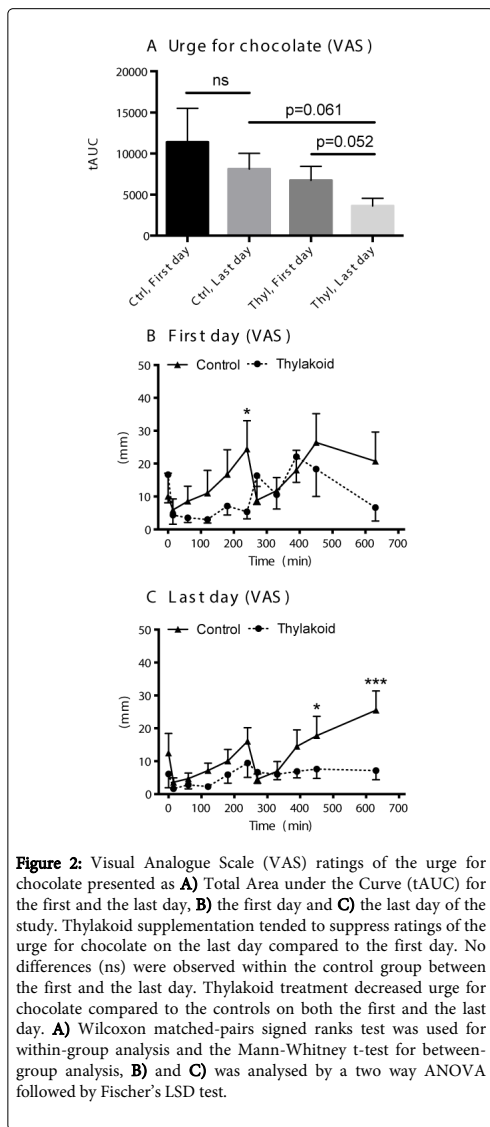 A Urge for chocolate (VAS)
20000
15000
10000
5000
0
tAUC
ns
p=0.061
p=0.052
Ctrl, First day
Ctrl, Last day
Thyl, First day
Thyl, Last day
B First day (VAS)
Control Thylakoid
50
40
30
20
10
0
(mm)
*
0 100 200 300 400 500 600 700
Time (min)
C Last day (VAS)
Control Thylakoid
50
40
30
20
10
0
(mm)
*
***
0 100 200 300 400 500 600 700
Time (min)
Figure 2: Visual Analogue Scale (VAS) ratings of the urge for
chocolate presented as A) Total Area under the Curve (tAUC) for
the first and the last day, B) the first day and C) the last day of the
study. Thylakoid supplementation tended to suppress ratings of the
urge for chocolate on the last day compared to the first day. No
differences (ns) were observed within the control group between
the first and the last day. Thylakoid treatment decreased urge for
chocolate compared to the controls on both the first and the last
day. A) Wilcoxon matched-pairs signed ranks test was used for
within-group analysis and the Mann-Whitney t-test for between-
group analysis, B) and C) was analysed by a two way ANOVA
followed by Fischer's LSD test.